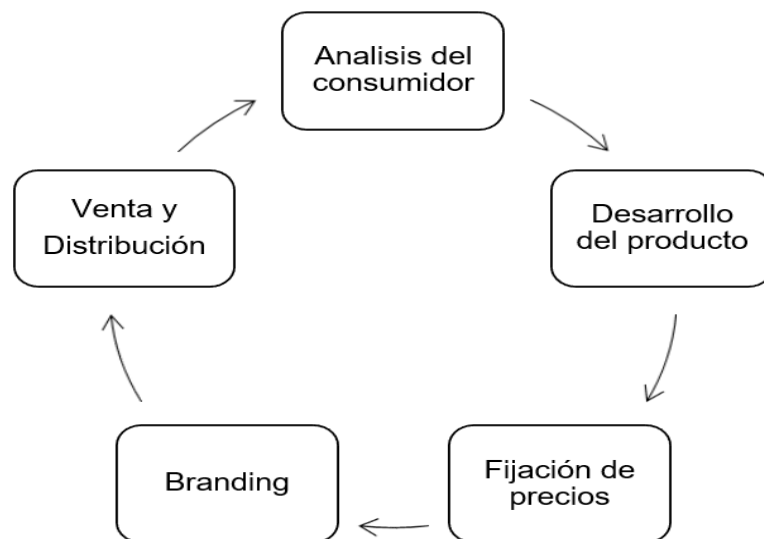 Analisis del
consumidor
Desarrollo
del producto
Fijación de
precios
Branding
Venta y
Distribución